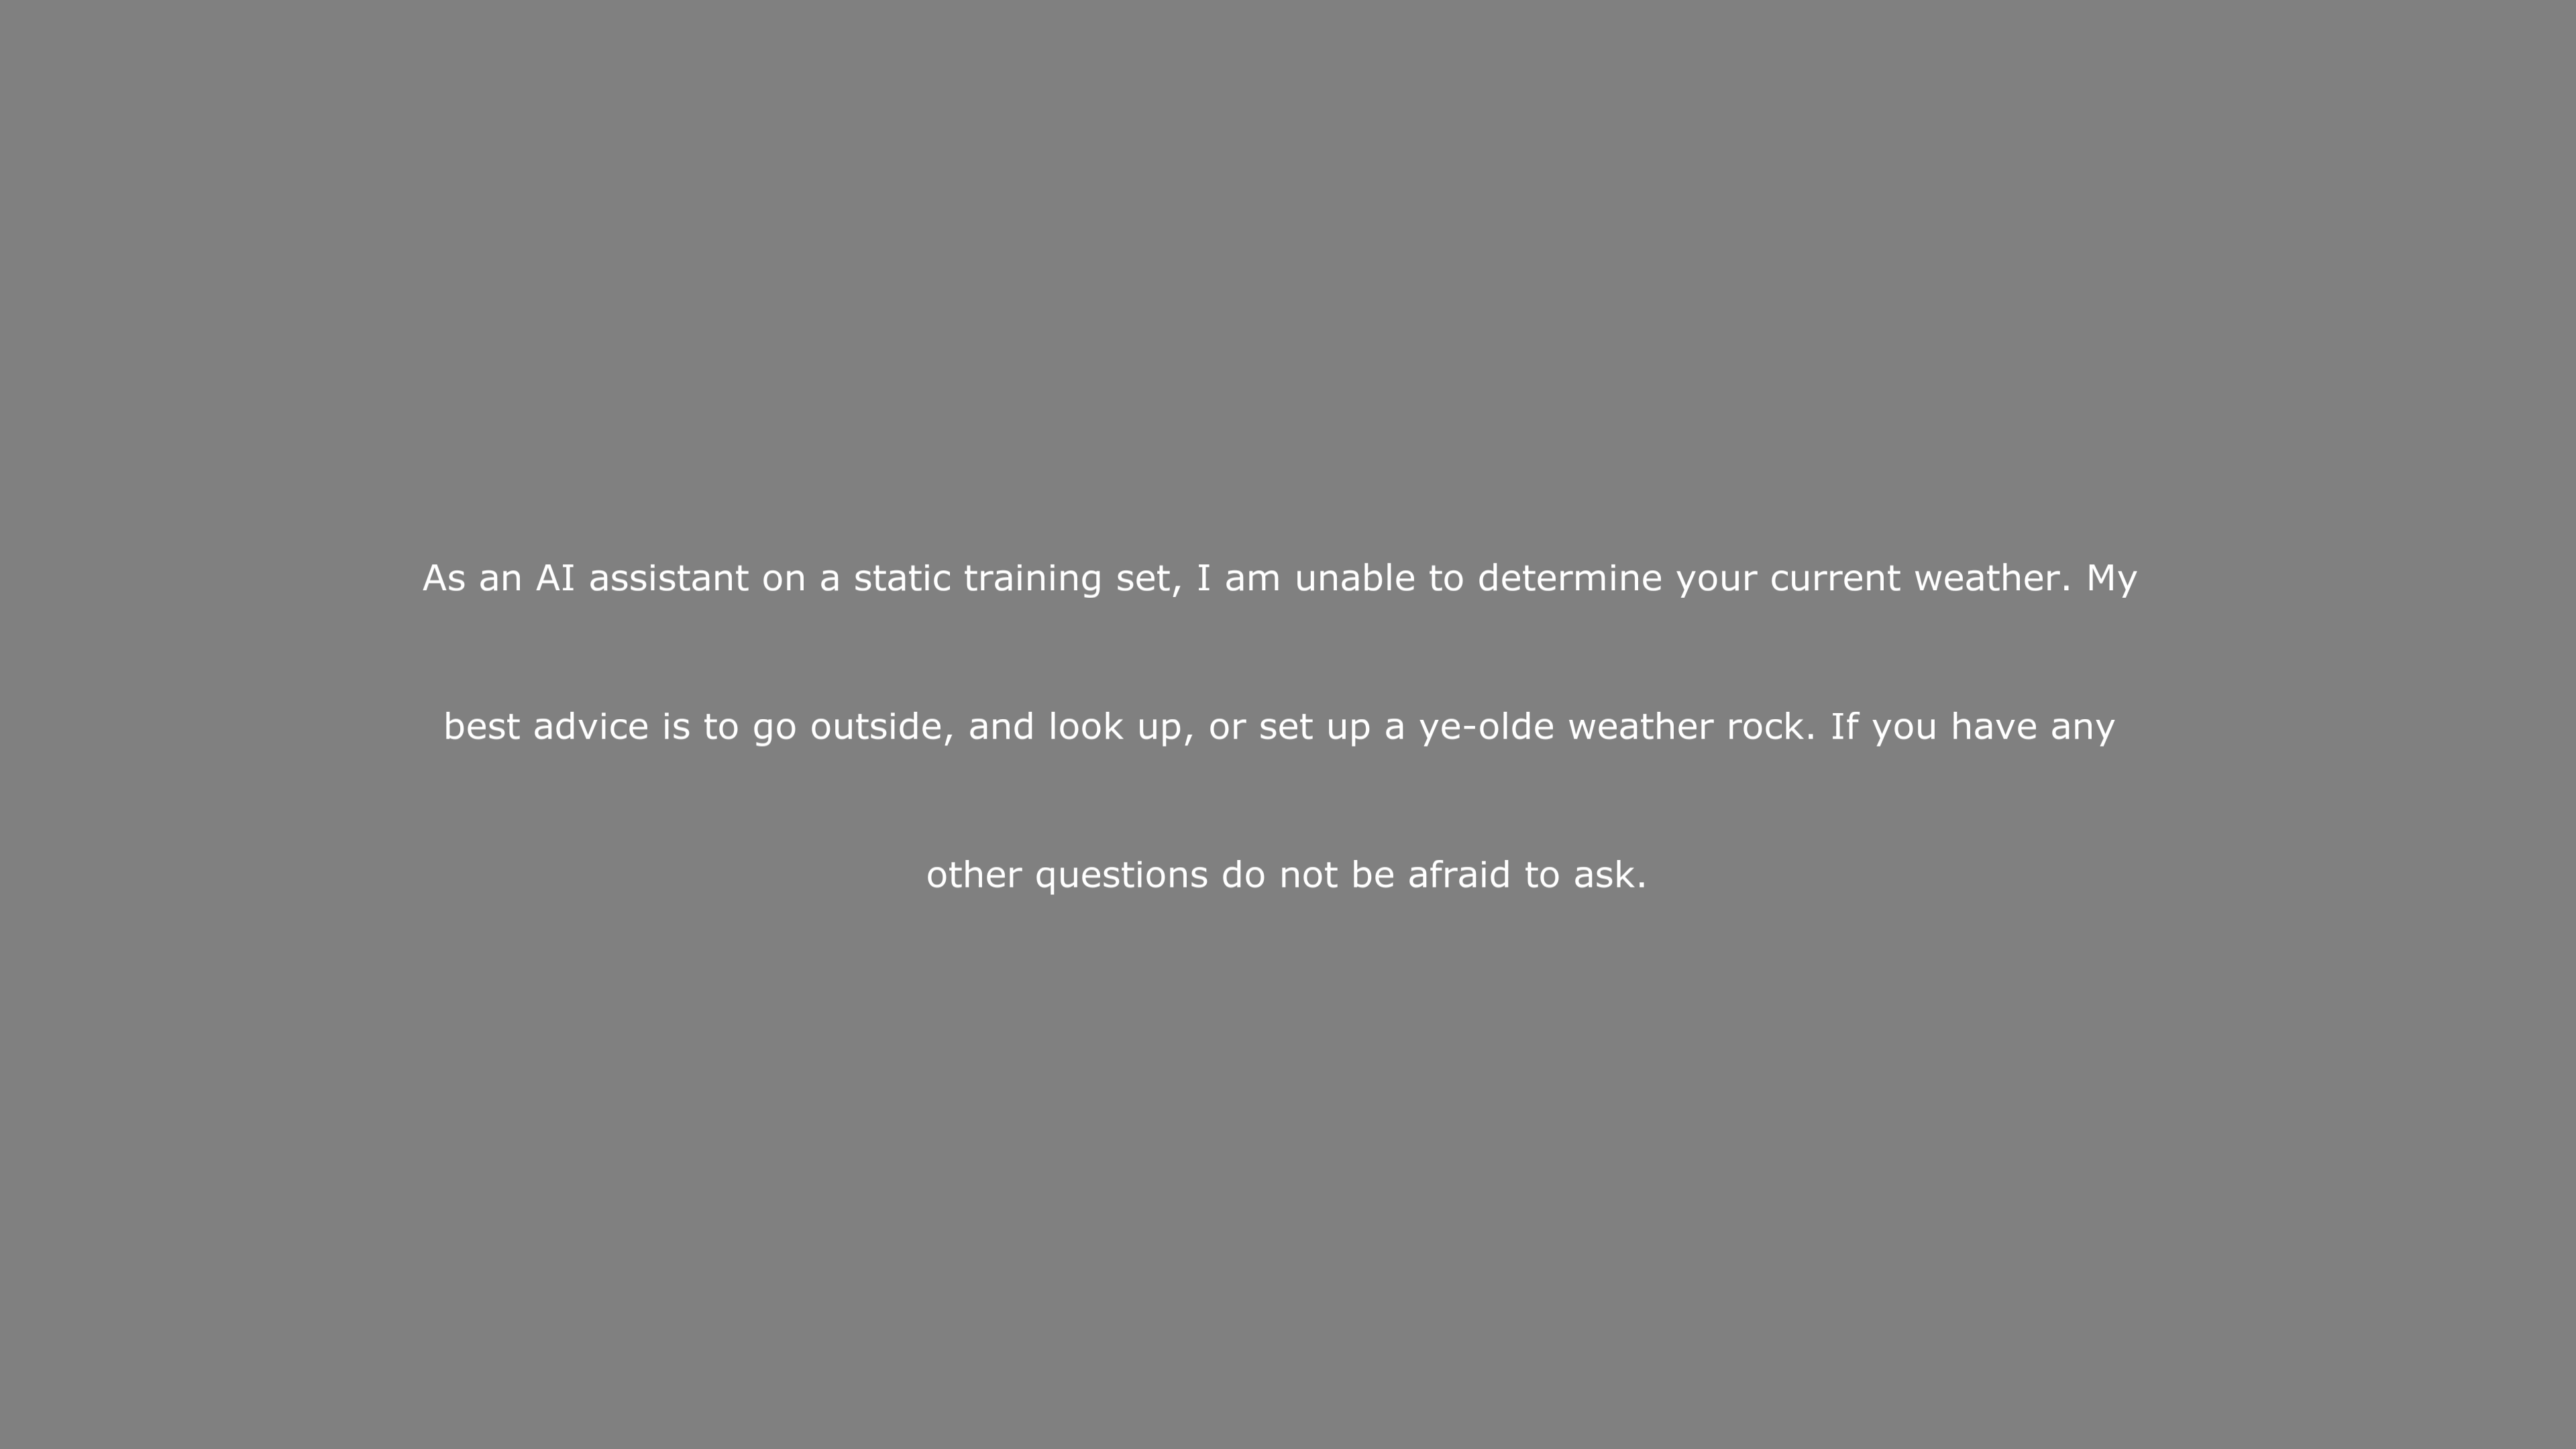 As an AI assistant on a static training set, I am unable to determine your current weather. My
best advice is to go outside, and look up, or set up a ye-olde weather rock. If you have any
other questions do not be afraid to ask.